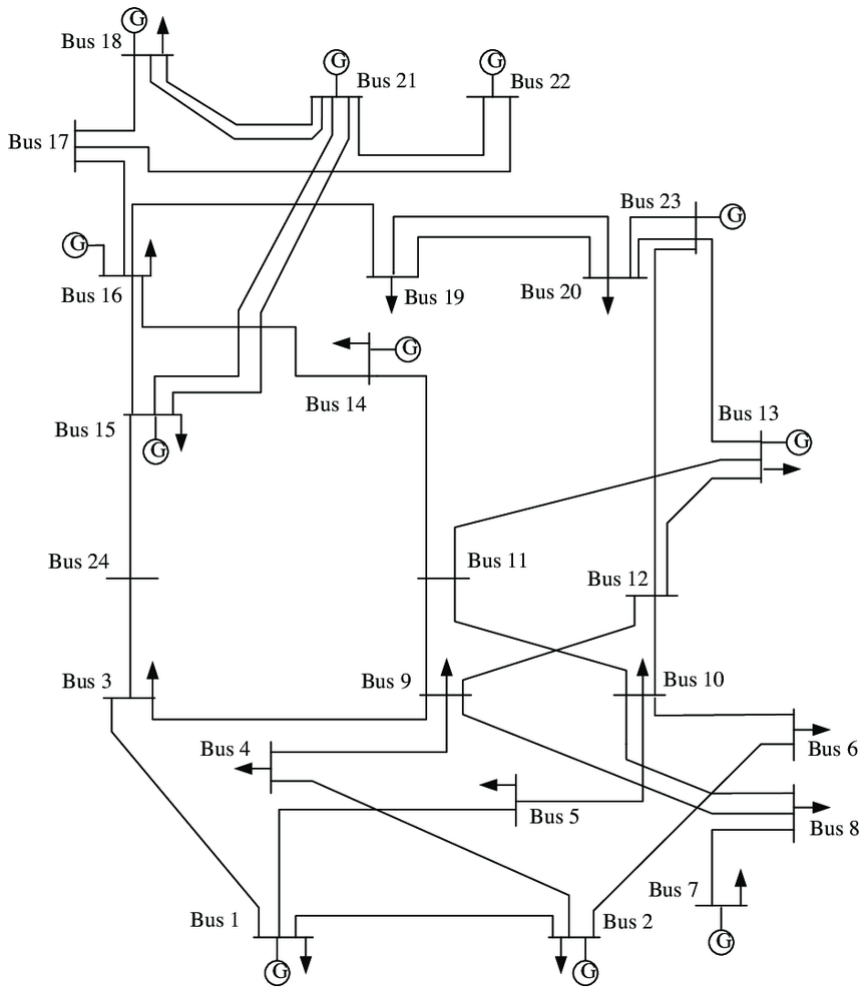 G
Bus 18
G
Bus 21
G
Bus 22
Bus 17
Bus 23
G
G
Bus 16
Bus 19
Bus 20
G
Bus 14
Bus 13
G
Bus 15
G
Bus 24
Bus 11
Bus 12
Bus 3
Bus 9
Bus 10
Bus 4
Bus 6
Bus 5
Bus 8
Bus 7
Bus 1
Bus 2
G
G
G